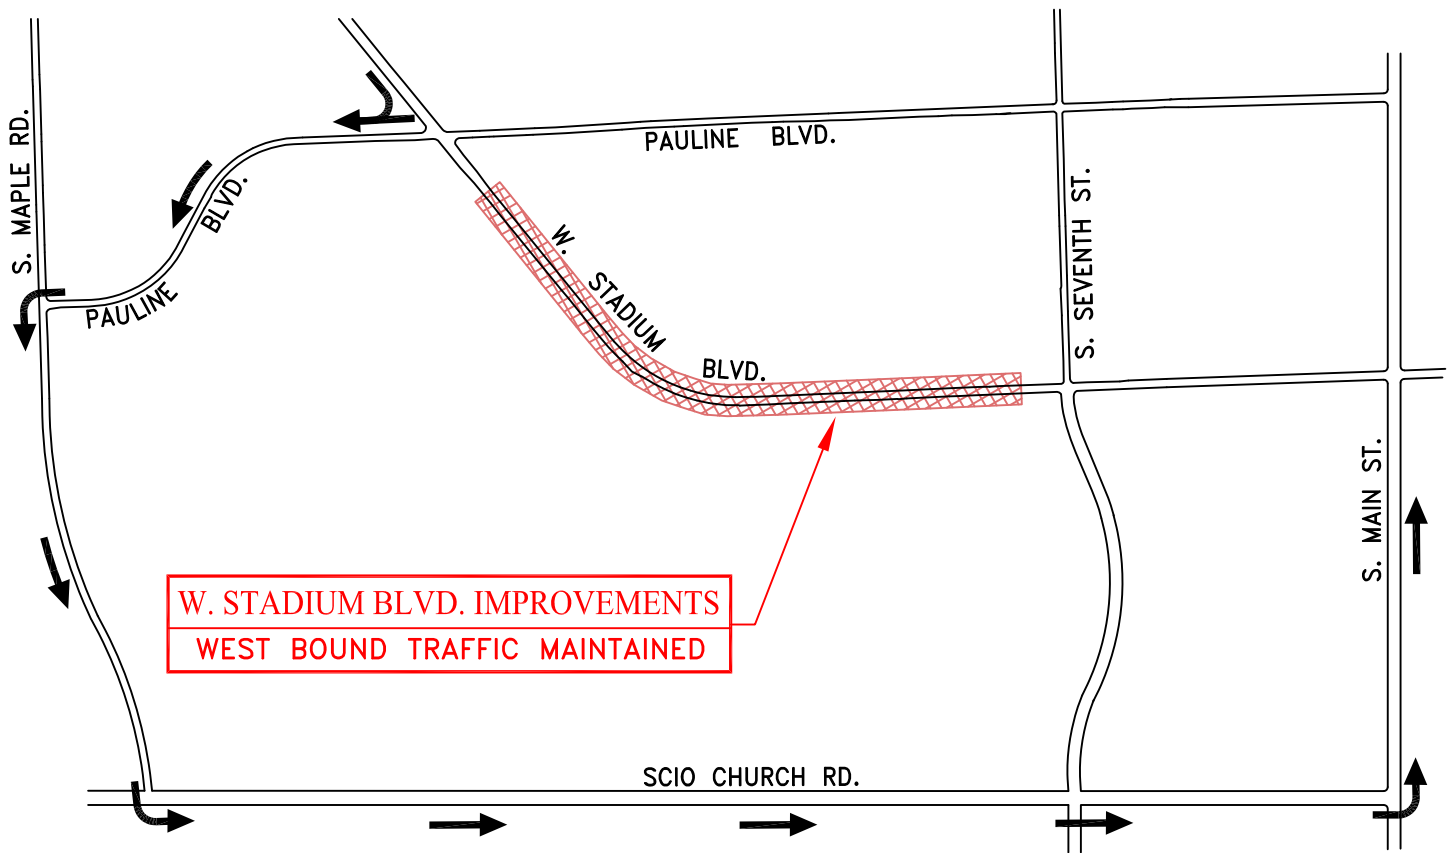 PAULINE BLVD.
S. MAPLE RD.
BLVD.
PAULINE
W. STADIUM BLVD.
S. SEVENTH ST.
S. MAIN ST.
W. STADIUM BLVD. IMPROVEMENTS
WEST BOUND TRAFFIC MAINTAINED
SCIO CHURCH RD.